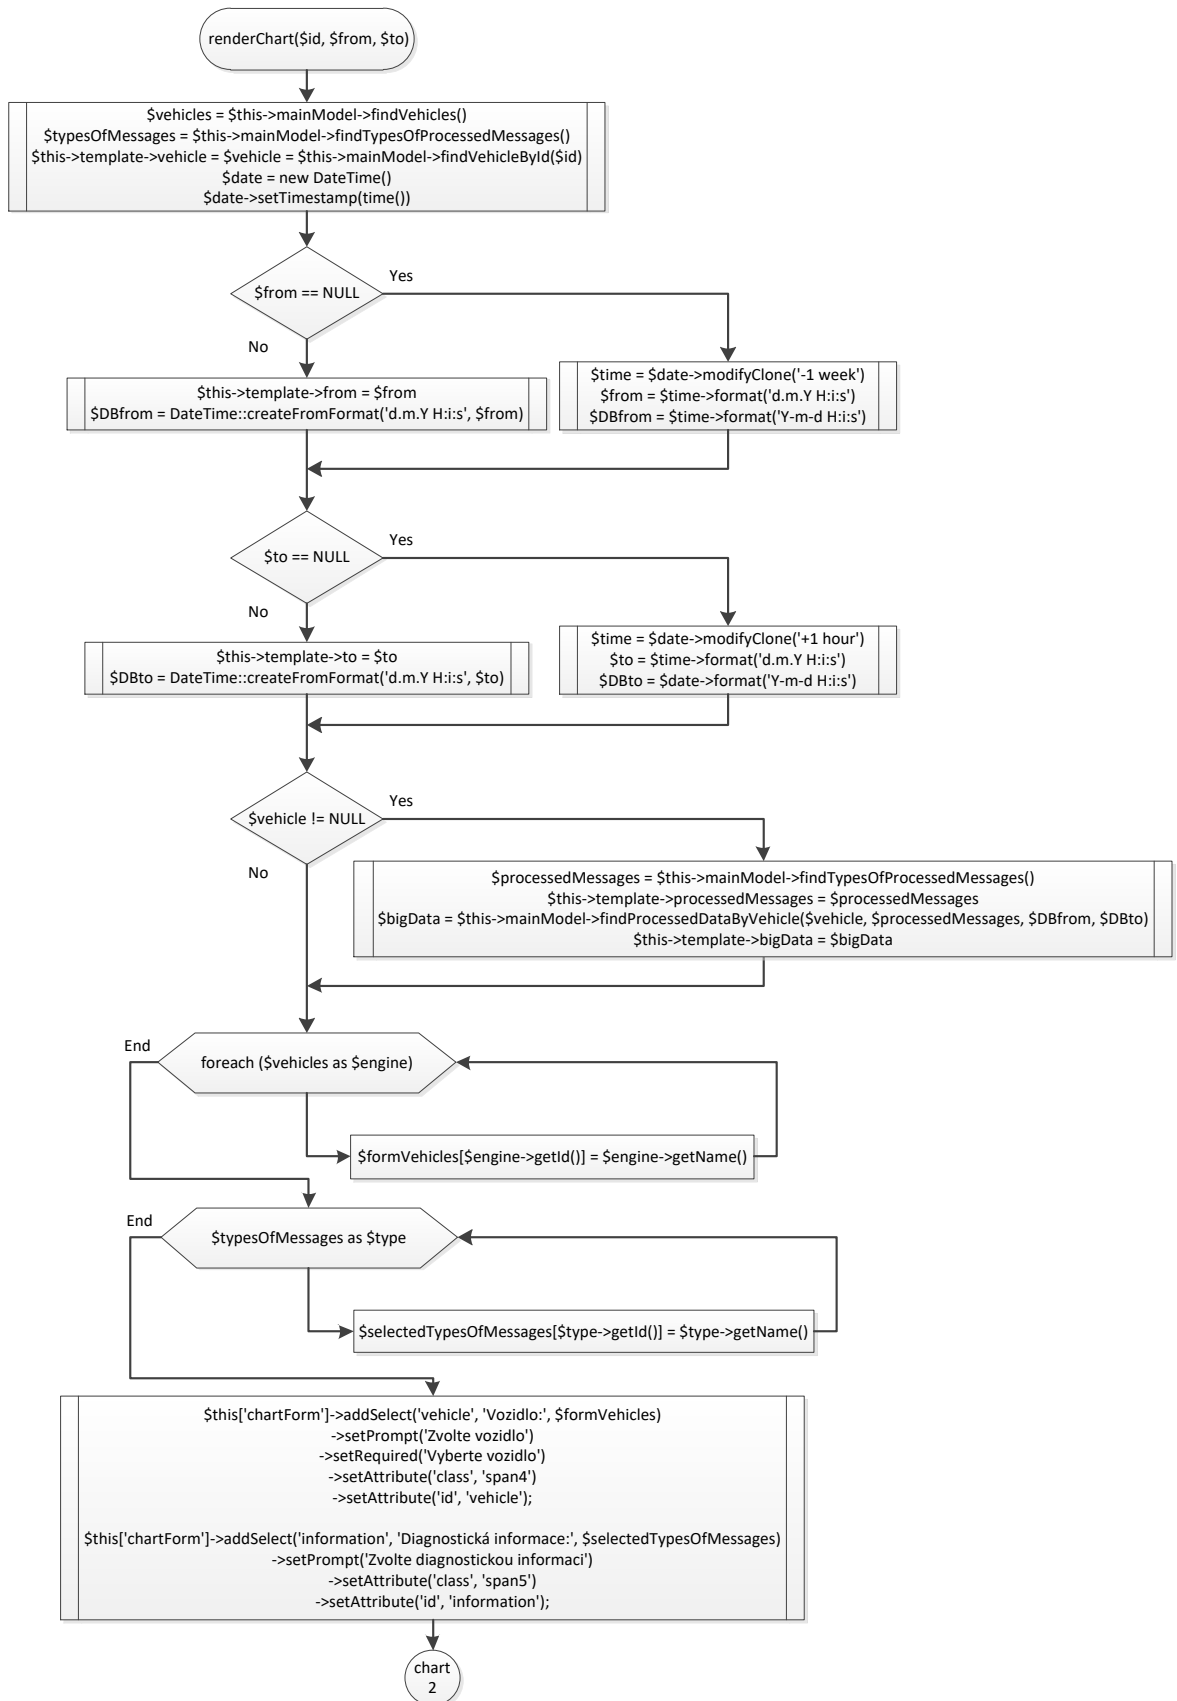 renderChart($id, $from, $to)
$vehicles = $this->mainModel->findVehicles()
$typesOfMessages = $this->mainModel->findTypesOfProcessedMessages()
$this->template->vehicle = $vehicle = $this->mainModel->findVehicleById($id)
$date = new DateTime()
$date->setTimestamp(time())
$from == NULL
Yes
No
$this->template->from = $from
$DBfrom = DateTime::createFromFormat('d.m.Y H:i:s', $from)
$time = $date->modifyClone('-1 week')
$from = $time->format('d.m.Y H:i:s')
$DBfrom = $time->format('Y-m-d H:i:s')
$to == NULL
Yes
No
$this->template->to = $to
$DBto = DateTime::createFromFormat('d.m.Y H:i:s', $to)
$time = $date->modifyClone('+1 hour')
$to = $time->format('d.m.Y H:i:s')
$DBto = $date->format('Y-m-d H:i:s')
$vehicle != NULL
Yes
No
$processedMessages = $this->mainModel->findTypesOfProcessedMessages()
$this->template->processedMessages = $processedMessages
$bigData = $this->mainModel->findProcessedDataByVehicle($vehicle, $processedMessages, $DBfrom, $DBto)
$this->template->bigData = $bigData
End
foreach ($vehicles as $engine)
$formVehicles[$engine->getId()] = $engine->getName()
End
$typesOfMessages as $type
$selectedTypesOfMessages[$type->getId()] = $type->getName()
$this['chartForm']->addSelect('vehicle', 'Vozidlo:', $formVehicles)
->setPrompt('Zvolte vozidlo')
->setRequired('Vyberte vozidlo')
->setAttribute('class', 'span4')
->setAttribute('id', 'vehicle');
$this['chartForm']->addSelect('information', 'Diagnostická informace:', $selectedTypesOfMessages)
->setPrompt('Zvolte diagnostickou informaci')
->setAttribute('class', 'span5')
->setAttribute('id', 'information');
chart
2